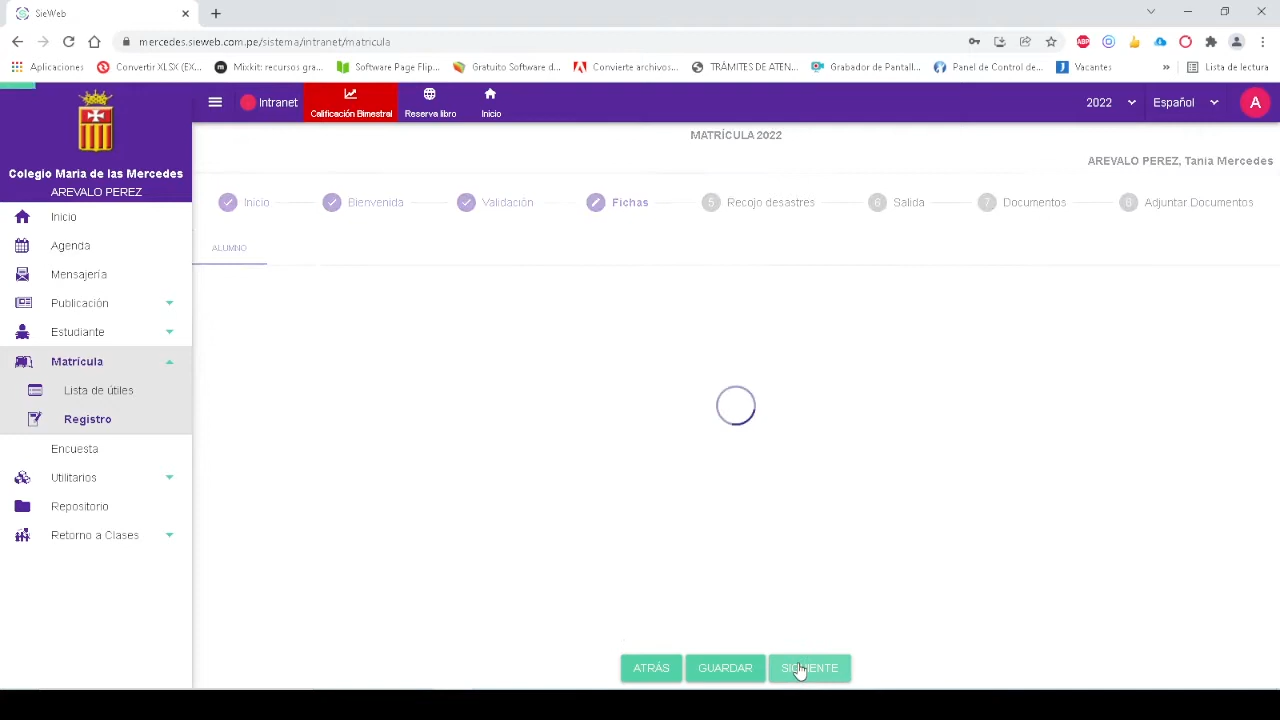 SieWeb
mercedes.sieweb.com.pe/sistema/intranet/matricula
ABP
Aplicaciones
Convertir XLSX (EX...
Mixkit: recursos gra...
Software Page Flip...
Gratuito Software d...
Convierte archivos...
TRÁMITES DE ATEN...
Grabador de Pantall...
Panel de Control de...
Vacantes
»
Lista de lectura
Colegio Maria de las Mercedes
AREVALO PEREZ
Inicio
Agenda
Mensajería
Publicación
Estudiante
Matrícula
Lista de útiles
Registro
Encuesta
Utilitarios
Repositorio
Retorno a Clases
Intranet
Calificación Bimestral
Reserva libro
Inicio
2022
Español
A
MATRÍCULA 2022
AREVALO PEREZ, Tania Mercedes
Inicio
Bienvenida
Validación
Fichas
5 Recojo desastres
6 Salida
7 Documentos
8 Adjuntar Documentos
ALUMNO
ATRÁS
GUARDAR
SIGUIENTE